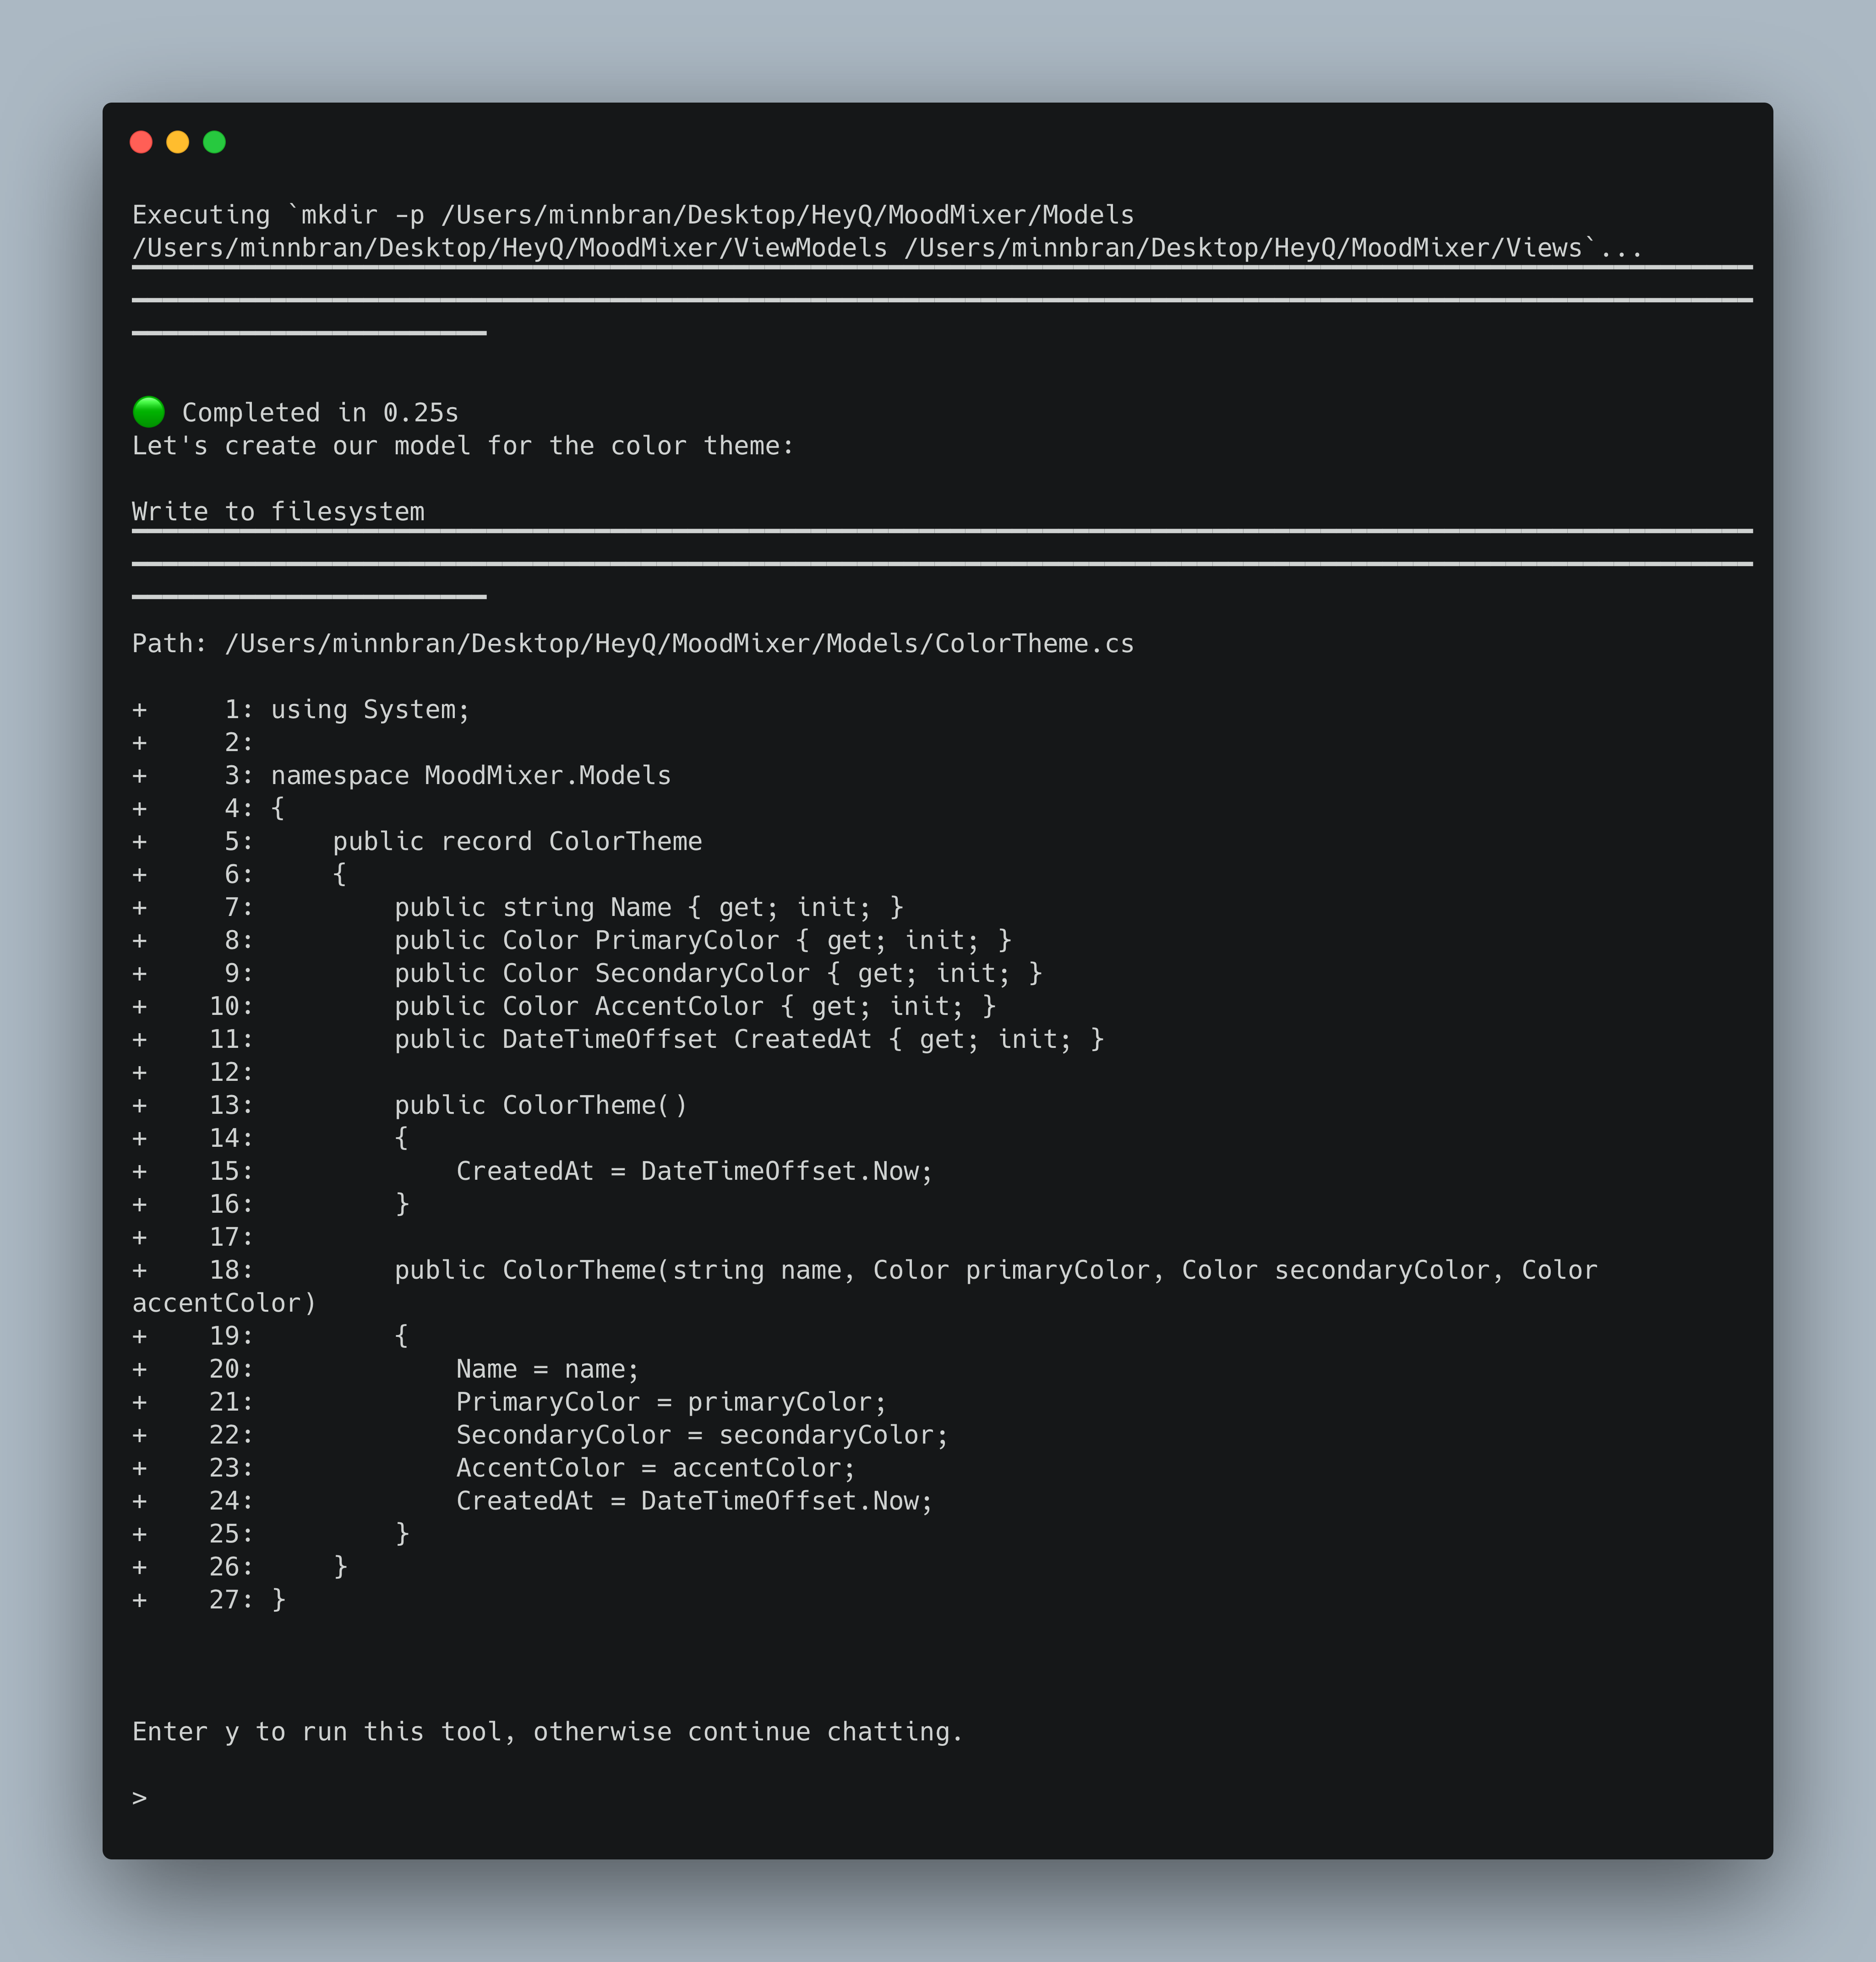 Executing `mkdir -p /Users/minnbran/Desktop/HeyQ/MoodMixer/Models
/Users/minnbran/Desktop/HeyQ/MoodMixer/ViewModels /Users/minnbran/Desktop/HeyQ/MoodMixer/Views`...
Completed in 0.25s
Let's create our model for the color theme:
Write to filesystem
Path: /Users/minnbran/Desktop/HeyQ/MoodMixer/Models/ColorTheme.cs
+     1: using System;
+     2:
+     3: namespace MoodMixer.Models
+     4: {
+     5:     public record ColorTheme
+     6:     {
+     7:         public string Name { get; init; }
+     8:         public Color PrimaryColor { get; init; }
+     9:         public Color SecondaryColor { get; init; }
+    10:         public Color AccentColor { get; init; }
+    11:         public DateTimeOffset CreatedAt { get; init; }
+    12:
+    13:         public ColorTheme()
+    14:         {
+    15:             CreatedAt = DateTimeOffset.Now;
+    16:         }
+    17:
+    18:         public ColorTheme(string name, Color primaryColor, Color secondaryColor, Color
accentColor)
+    19:         {
+    20:             Name = name;
+    21:             PrimaryColor = primaryColor;
+    22:             SecondaryColor = secondaryColor;
+    23:             AccentColor = accentColor;
+    24:             CreatedAt = DateTimeOffset.Now;
+    25:         }
+    26:     }
+    27: }
Enter y to run this tool, otherwise continue chatting.
>